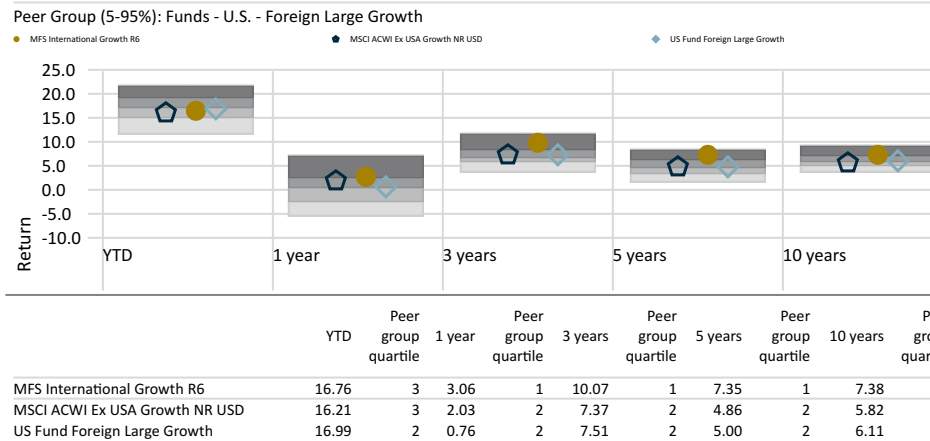 Peer Group (5-95%): Funds - U.S. - Foreign Large Growth
MFS International Growth R6 MSCI ACWI Ex USA Growth NR USD US Fund Foreign Large Growth
25.0
20.0
15.0
10.0
5.0
0.0
-5.0
-10.0
Return
YTD 1 year 3 years 5 years 10 years
Peer Peer Peer Peer P
YTD group 1 year group 3 years group 5 years group 10 years gro
quartile quartile quartile quartile quar
MFS International Growth R6 16.76 3 3.06 1 10.07 1 7.35 1 7.38
MSCI ACWI Ex USA Growth NR USD 16.21 3 2.03 2 7.37 2 4.86 2 5.82
US Fund Foreign Large Growth 16.99 2 0.76 2 7.51 2 5.00 2 6.11